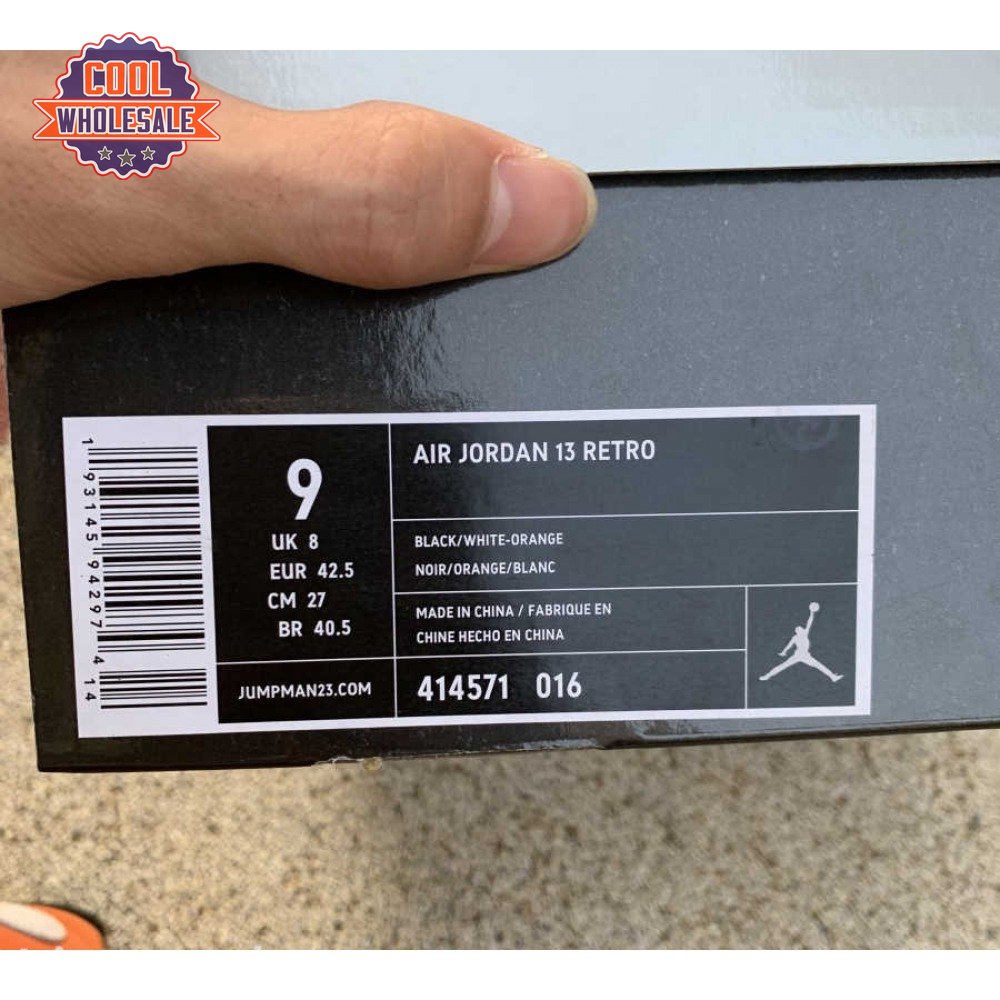 COOL
WHOLESALE
1 93145 94297 4 14
9
UK 8
EUR 42.5
CM 27
BR 40.5
JUMPMAN23.COM
AIR JORDAN 13 RETRO
BLACK/WHITE-ORANGE
NOIR/ORANGE/BLANC
MADE IN CHINA / FABRIQUE EN
CHINE HECHO EN CHINA
414571 016